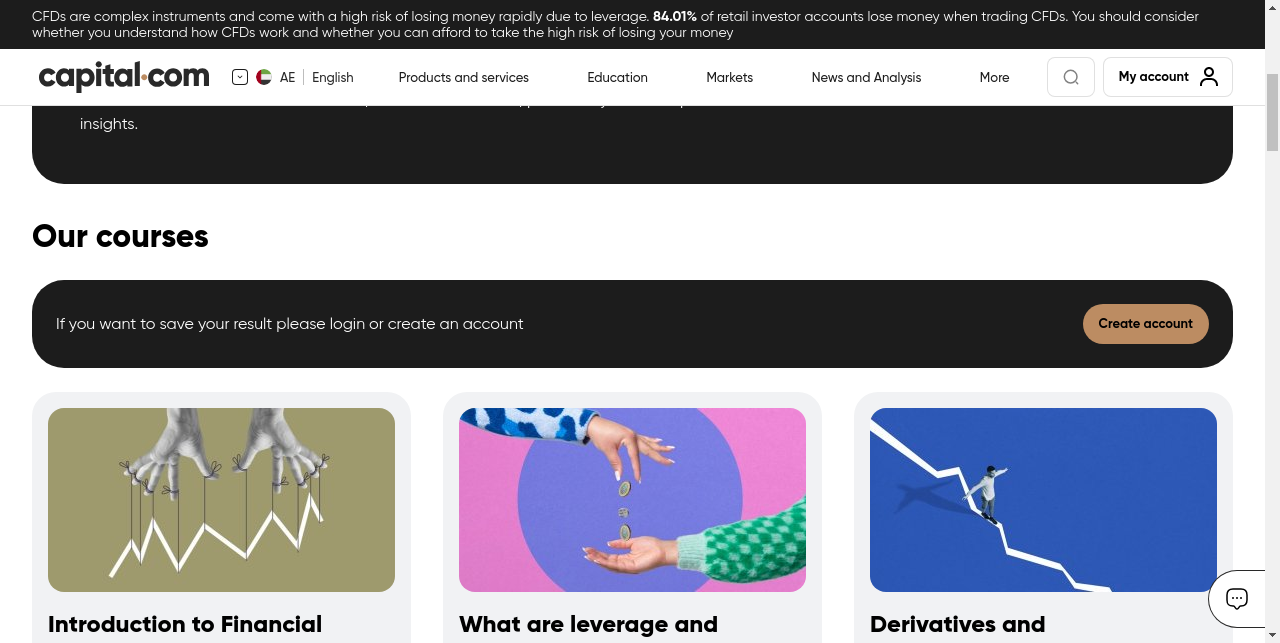 CFDs are complex instruments and come with a high risk of losing money rapidly due to leverage. 84.01% of retail investor accounts lose money when trading CFDs. You should consider
whether you understand how CFDs work and whether you can afford to take the high risk of losing your money
capital.com
AE
English
Products and services
Education
Markets
News and Analysis
More
My account
insights.
Our courses
If you want to save your result please login or create an account
Create account
Introduction to Financial
What are leverage and
Derivatives and